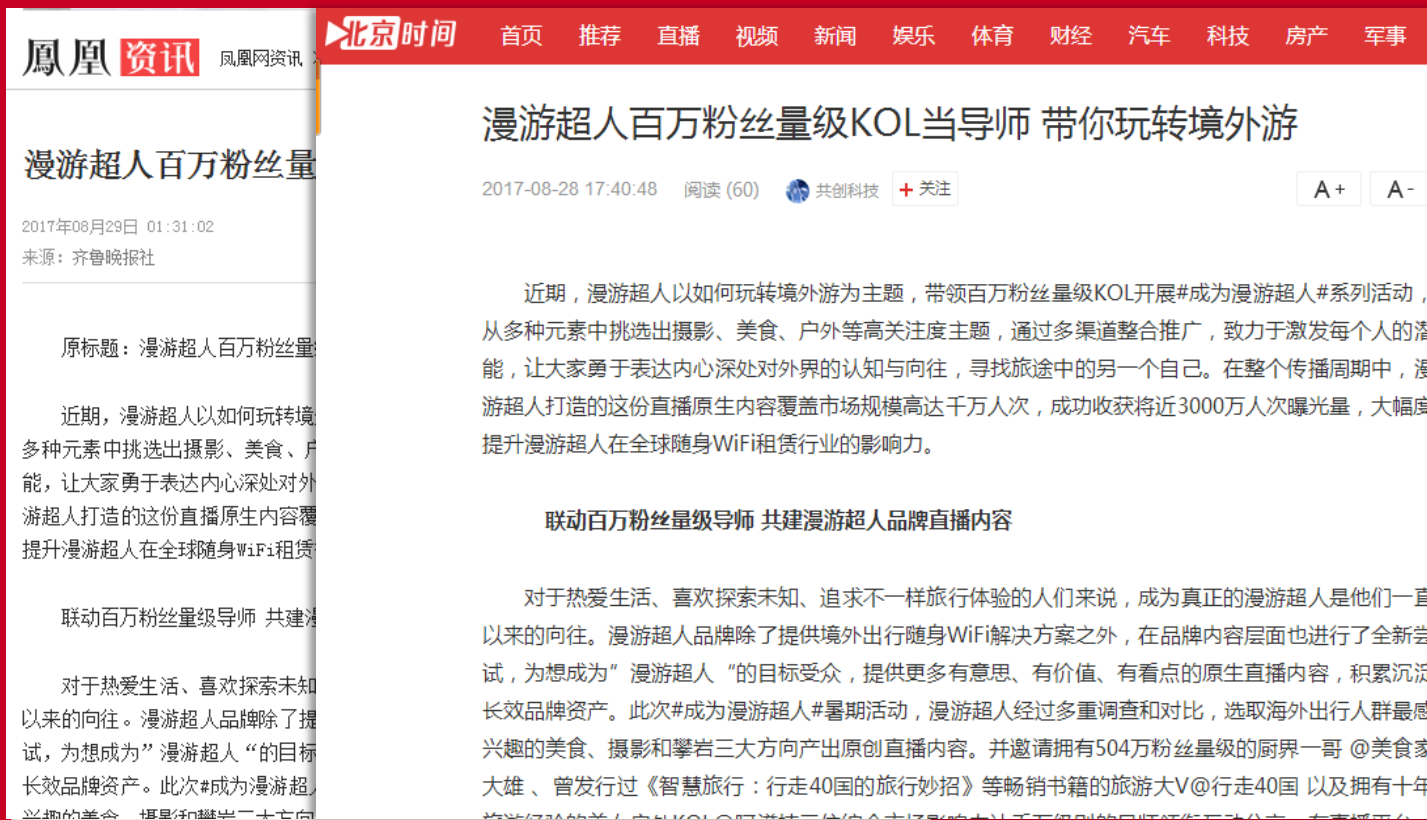 鳳凰 资讯 凤凰网资讯
漫游超人百万粉丝量
2017年08月29日 01:31:02
来源：齐鲁晚报社
原标题：漫游超人百万粉丝量
近期，漫游超人以如何玩转境
多种元素中挑选出摄影、美食、户
能，让大家勇于表达内心深处对外
游超人打造的这份直播原生内容覆
提升漫游超人在全球随身WiFi租赁
联动百万粉丝量级导师 共建漫
对于热爱生活、喜欢探索未知
以来的向往。漫游超人品牌除了提
试，为想成为”漫游超人“的目标
长效品牌资产。此次#成为漫游超人
兴趣的美食、摄影和攀岩三大方向
北京时间 首页 推荐 直播 视频 新闻 娱乐 体育 财经 汽车 科技 房产 军事
漫游超人百万粉丝量级KOL当导师 带你玩转境外游
2017-08-28 17:40:48 阅读 (60) 共创科技 +关注 A+ A-
近期，漫游超人以如何玩转境外游为主题，带领百万粉丝量级KOL开展#成为漫游超人#系列活动，
从多种元素中挑选出摄影、美食、户外等高关注度主题，通过多渠道整合推广，致力于激发每个人的潜
能，让大家勇于表达内心深处对外界的认知与向往，寻找旅途中的另一个自己。在整个传播周期中，漫
游超人打造的这份直播原生内容覆盖市场规模高达千万人次，成功收获将近3000万人次曝光量，大幅度
提升漫游超人在全球随身WiFi租赁行业的影响力。
联动百万粉丝量级导师 共建漫游超人品牌直播内容
对于热爱生活、喜欢探索未知、追求不一样旅行体验的人们来说，成为真正的漫游超人是他们一直
以来的向往。漫游超人品牌除了提供境外出行随身WiFi解决方案之外，在品牌内容层面也进行了全新尝
试，为想成为”漫游超人“的目标受众，提供更多有意思、有价值、有看点的原生直播内容，积累沉淀
长效品牌资产。此次#成为漫游超人#暑期活动，漫游超人经过多重调查和对比，选取海外出行人群最感
兴趣的美食、摄影和攀岩三大方向产出原创直播内容。并邀请拥有504万粉丝量级的厨界一哥 @美食家
大雄 、曾发行过《智慧旅行：行走40国的旅行妙招》等畅销书籍的旅游大V@行走40国 以及拥有十年